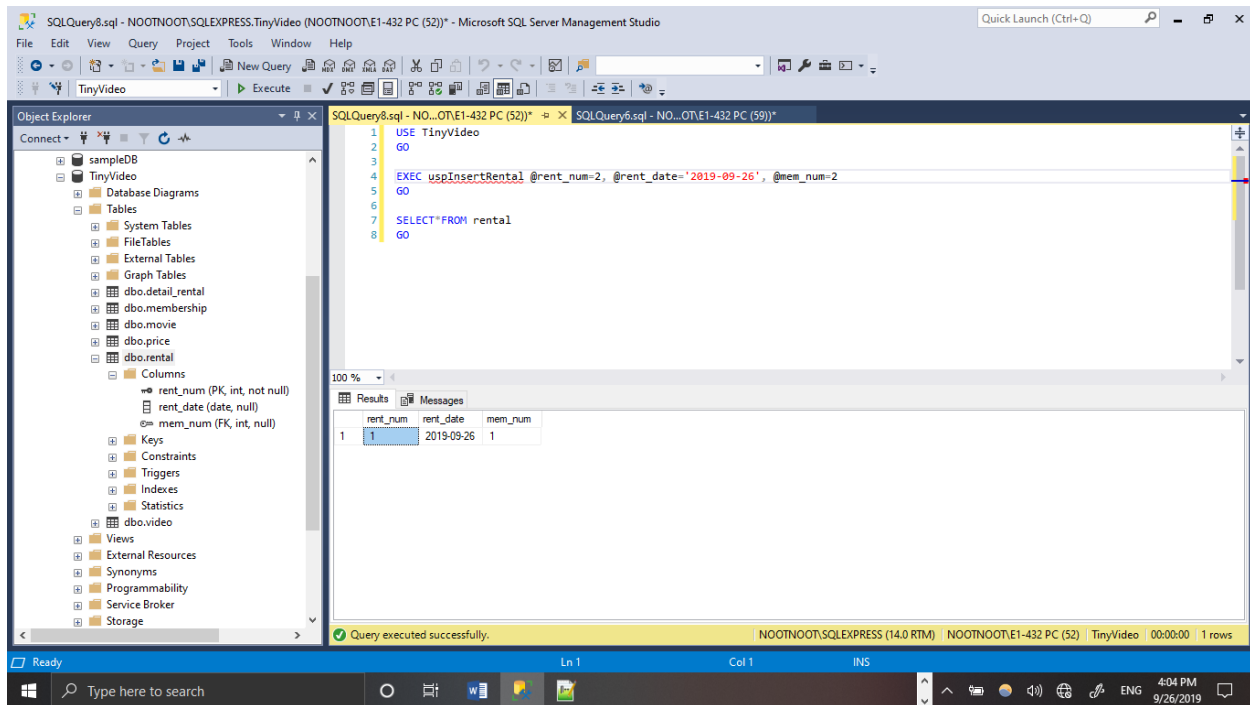 SQLQuery8.sql - NOOTNOOT\SQLEXPRESS.TinyVideo (NOOTNOOT\E1-432 PC (52))* - Microsoft SQL Server Management Studio
Quick Launch (Ctrl+Q)
File Edit View Query Project Tools Window Help
New Query
MDX DMX XMLA DAX
TinyVideo
Execute
Object Explorer
SQLQuery8.sql - NO...OT\E1-432 PC (52))*
SQLQuery6.sql - NO...OT\E1-432 PC (59))*
Connect
sampleDB
TinyVideo
Database Diagrams
Tables
System Tables
FileTables
External Tables
Graph Tables
dbo.detail_rental
dbo.membership
dbo.movie
dbo.price
dbo.rental
Columns
rent_num (PK, int, not null)
rent_date (date, null)
mem_num (FK, int, null)
Keys
Constraints
Triggers
Indexes
Statistics
dbo.video
Views
External Resources
Synonyms
Programmability
Service Broker
Storage
1 USE TinyVideo
2 GO
3
4 EXEC uspInsertRental @rent_num=2, @rent_date='2019-09-26', @mem_num=2
5 GO
6
7 SELECT*FROM rental
8 GO
100 %
Results Messages
rent_num rent_date mem_num
1 1 2019-09-26 1
Query executed successfully.
NOOTNOOT\SQLEXPRESS (14.0 RTM) NOOTNOOT\E1-432 PC (52) TinyVideo 00:00:00 1 rows
Ready Ln 1 Col 1 INS
Type here to search
ENG
4:04 PM
9/26/2019